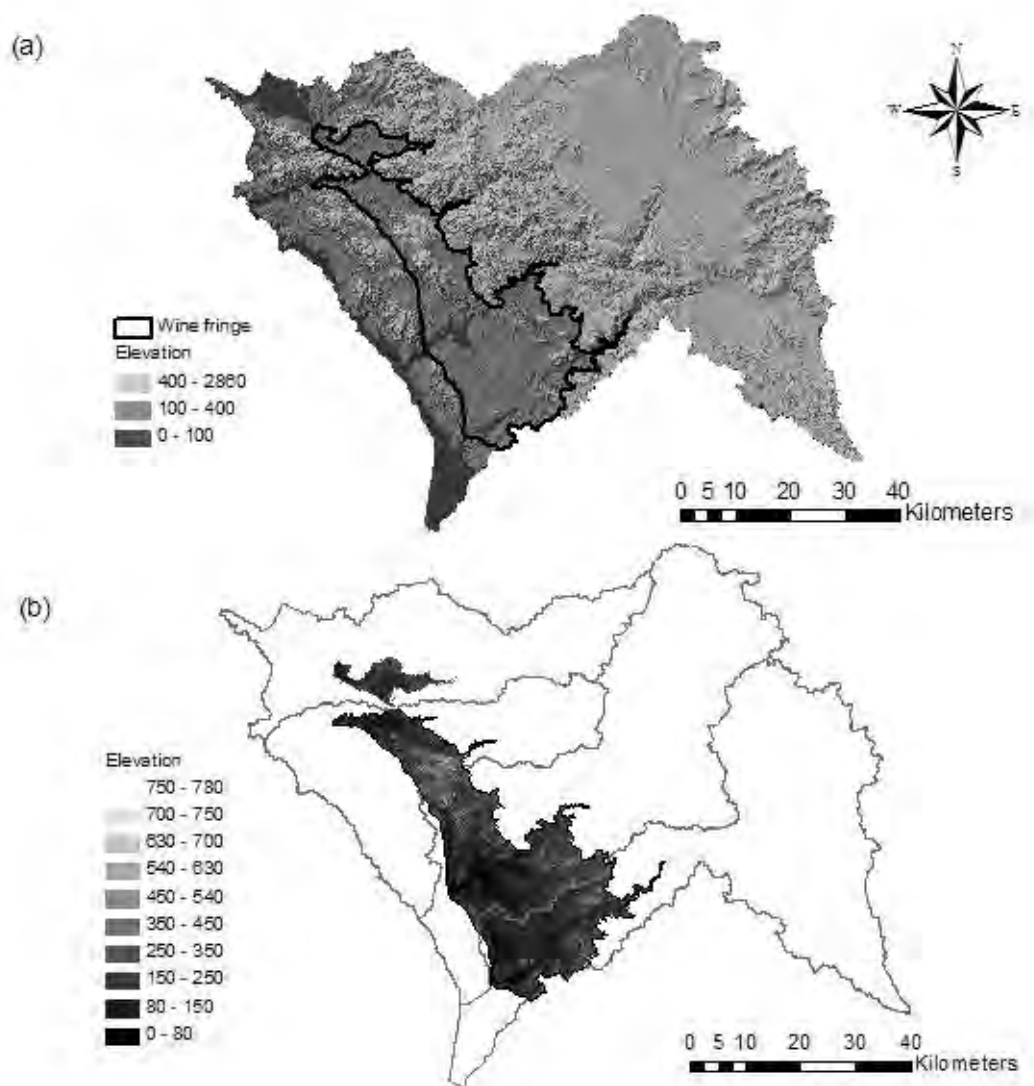 (a)
N
W
E
S
Wine fringe
Elevation
400 - 2860
100 - 400
0 - 100
0 5 10 20 30 40
Kilometers
(b)
Elevation
750 - 780
700 - 750
630 - 700
540 - 630
450 - 540
350 - 450
250 - 350
150 - 250
80 - 150
0 - 80
0 5 10 20 30 40
Kilometers